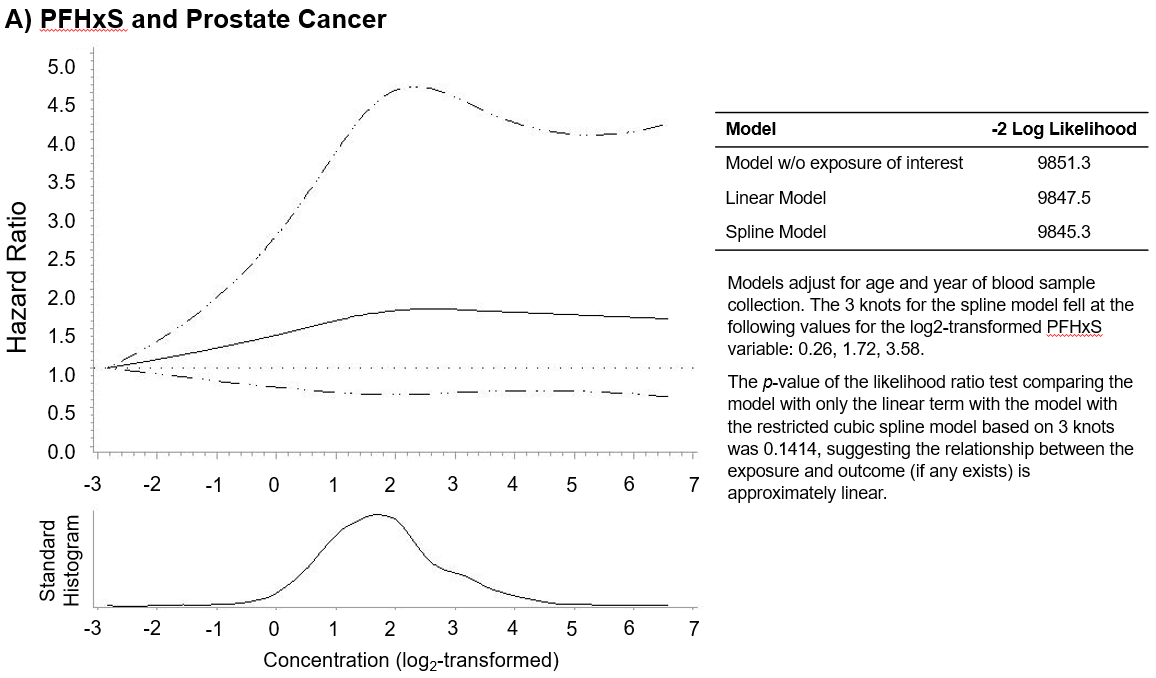 A) PFHxS and Prostate Cancer
5.0
4.5
4.0
3.5
3.0
2.5
2.0
1.5
1.0
0.5
0.0
Hazard Ratio
-3 -2 -1 0 1 2 3 4 5 6 7
Standard
Histogram
-3 -2 -1 0 1 2 3 4 5 6 7
Concentration (log2-transformed)
Model -2 Log Likelihood
Model w/o exposure of interest 9851.3
Linear Model 9847.5
Spline Model 9845.3
Models adjust for age and year of blood sample
collection. The 3 knots for the spline model fell at the
following values for the log2-transformed PFHxS
variable: 0.26, 1.72, 3.58.
The p-value of the likelihood ratio test comparing the
model with only the linear term with the model with
the restricted cubic spline model based on 3 knots
was 0.1414, suggesting the relationship between the
exposure and outcome (if any exists) is
approximately linear.